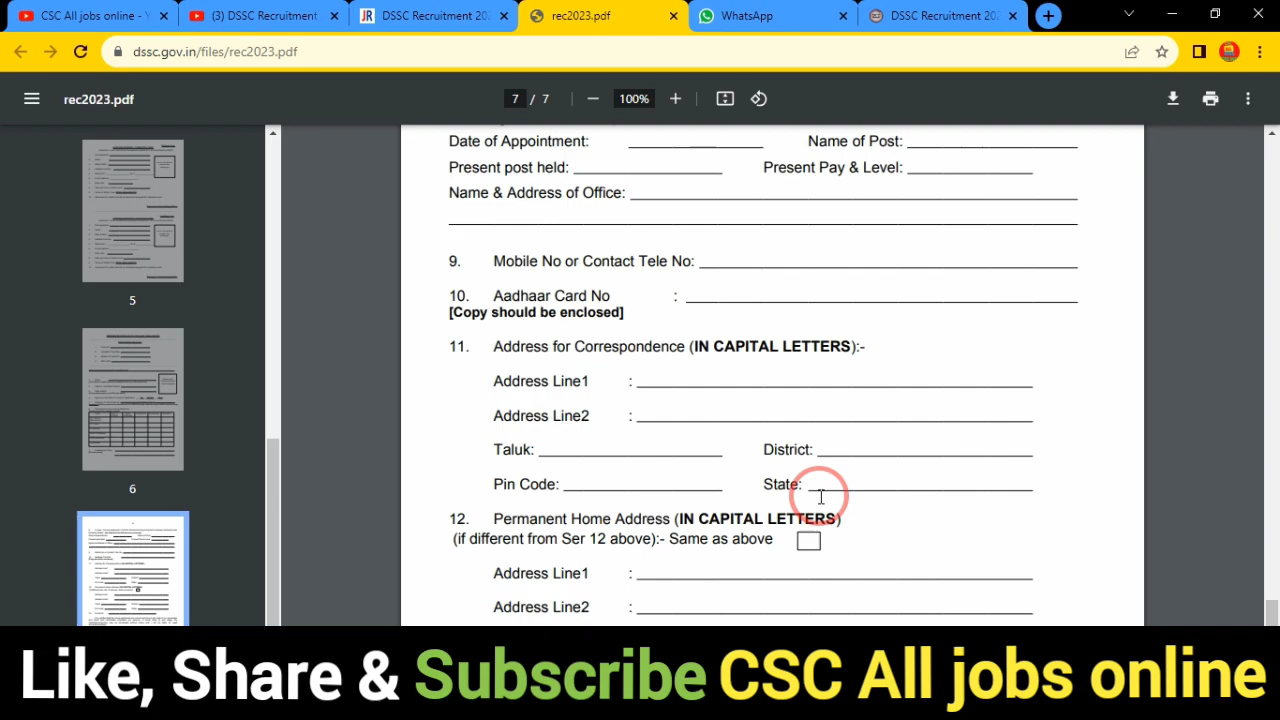 CSC All jobs online - Y
(3) DSSC Recruitment
DSSC Recruitment 202
rec2023.pdf
WhatsApp
DSSC Recruitment 202
dssc.gov.in/files/rec2023.pdf
rec2023.pdf
7 / 7
100%
Date of Appointment: Name of Post:
Present post held: Present Pay & Level:
Name & Address of Office:
9. Mobile No or Contact Tele No:
10. Aadhaar Card No :
[Copy should be enclosed]
11. Address for Correspondence (IN CAPITAL LETTERS):-
Address Line1 :
Address Line2 :
Taluk: District:
Pin Code: State:
12. Permanent Home Address (IN CAPITAL LETTERS)
(if different from Ser 12 above):- Same as above
Address Line1 :
Address Line2 :
5
6
Like, Share & Subscribe CSC All jobs online